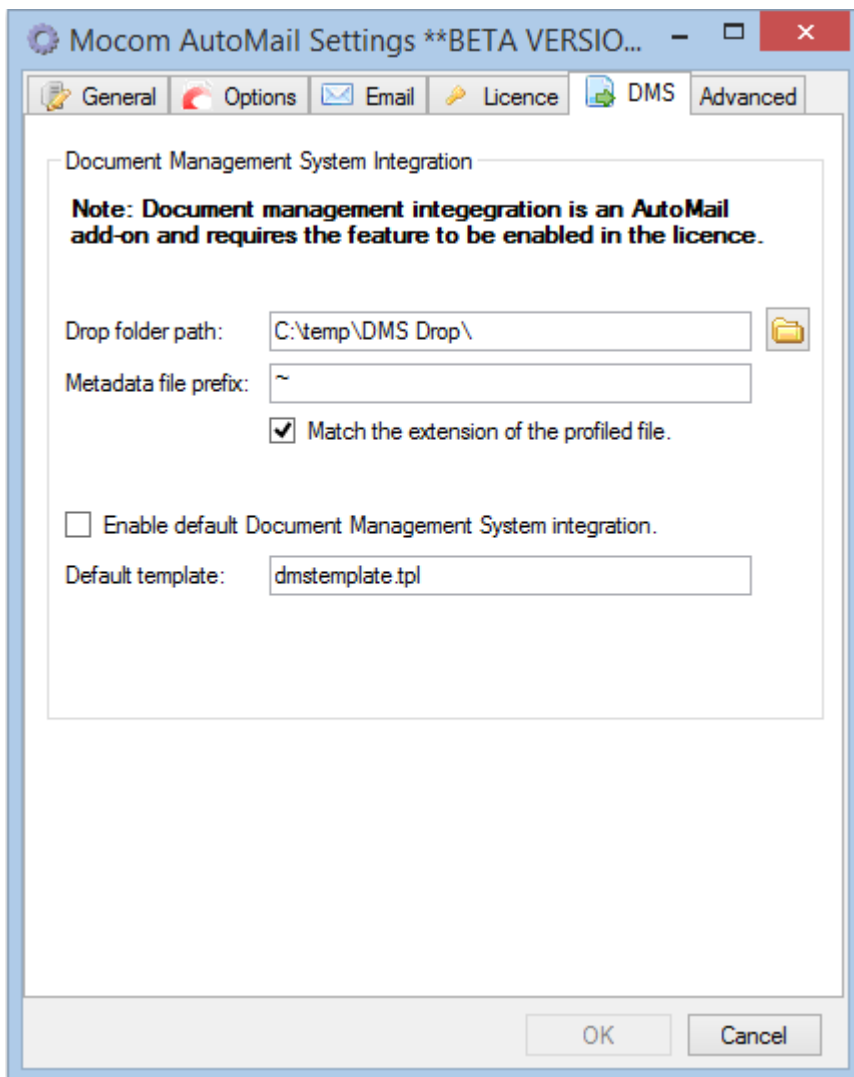 Mocom AutoMail Settings **BETA VERSIO...
General Options Email Licence DMS Advanced
Document Management System Integration
Note: Document management integegration is an AutoMail
add-on and requires the feature to be enabled in the licence.
Drop folder path: C:\temp\DMS Drop\
Metadada file prefix: ~
Match the extension of the profiled file.
Enable default Document Management System integration.
Default template: dmstemplate.tpl
OK Cancel